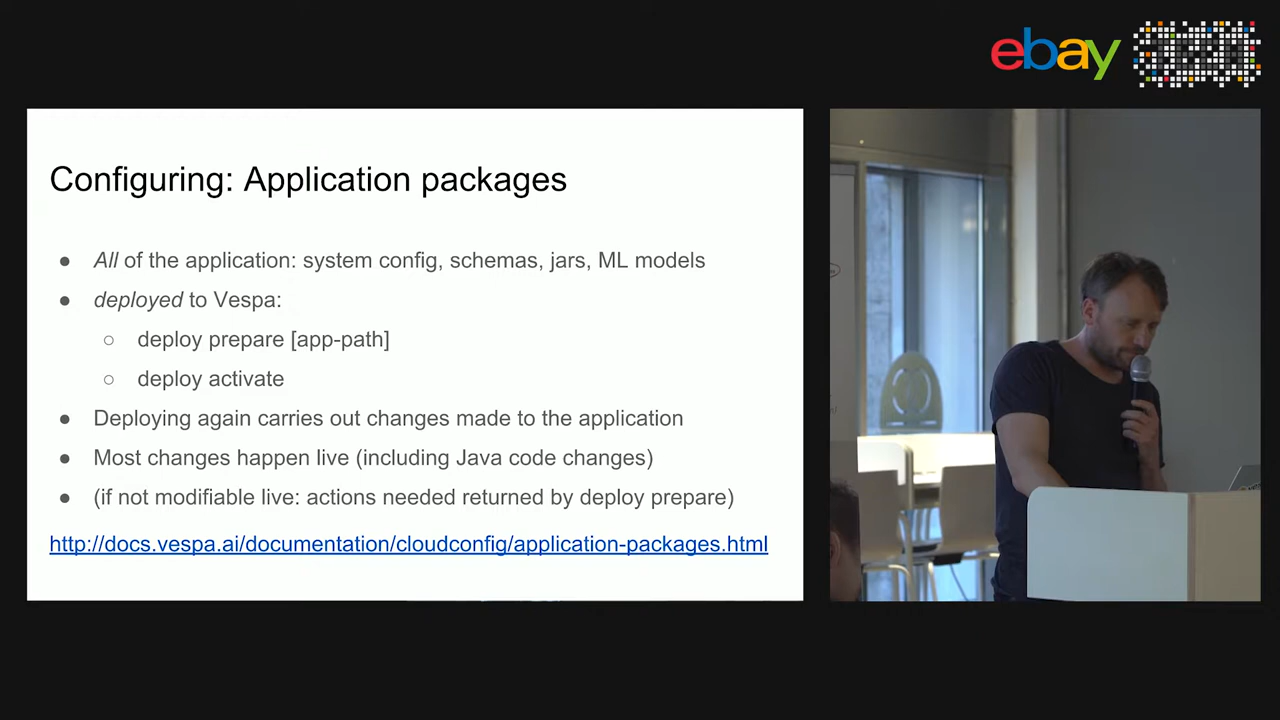 ebay
Configuring: Application packages
● All of the application: system config, schemas, jars, ML models
● deployed to Vespa:
○ deploy prepare [app-path]
○ deploy activate
● Deploying again carries out changes made to the application
● Most changes happen live (including Java code changes)
● (if not modifiable live: actions needed returned by deploy prepare)
http://docs.vespa.ai/documentation/cloudconfig/application-packages.html